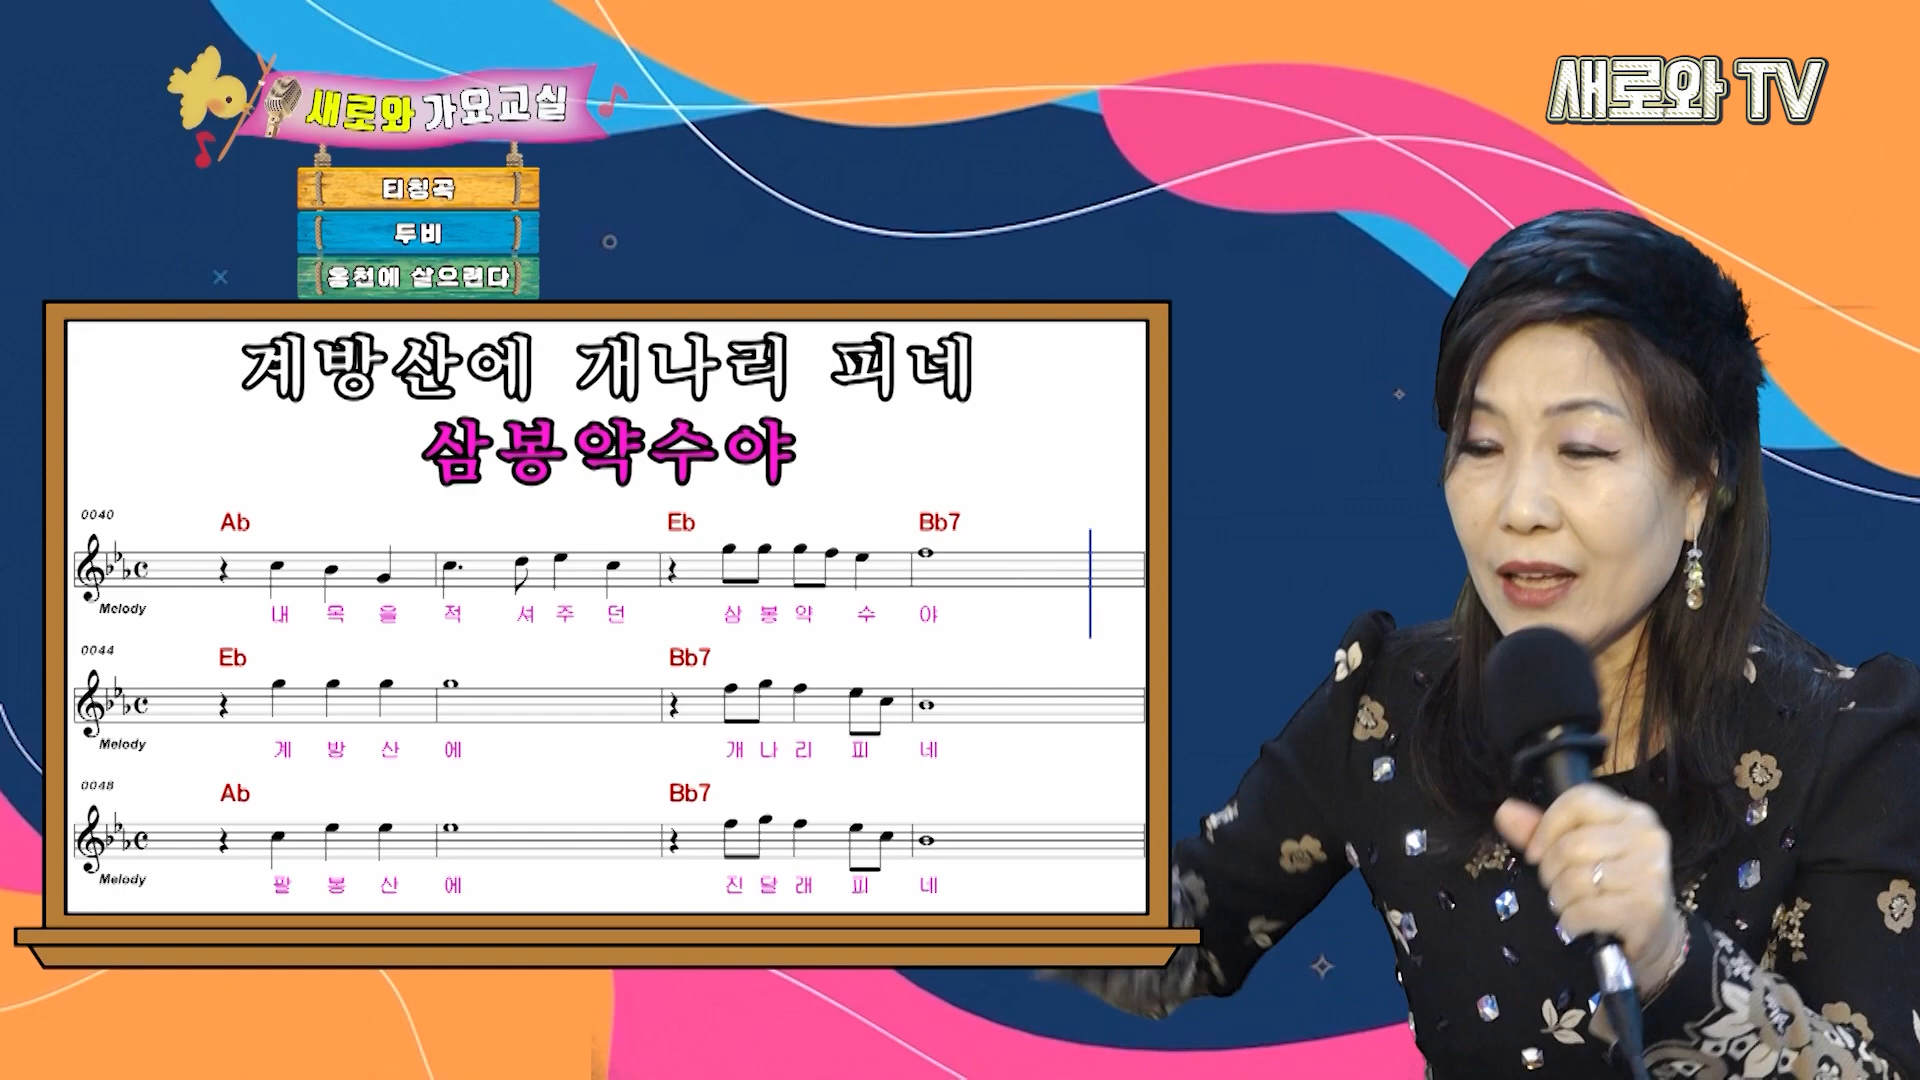 새로와 가요교실
새로와 TV
티칭곡
두비
홍천에 살으련다
계방산에 개나리 피네
삼봉약수야
0040 Ab Eb Bb7
Melody
내 목 을 적 셔 주 던 삼 봉 약 수 야
0044 Eb Bb7
Melody
계 방 산 에 개 나 리 피 네
0048 Ab Bb7
Melody
팔 봉 산 에 진 달 래 피 네